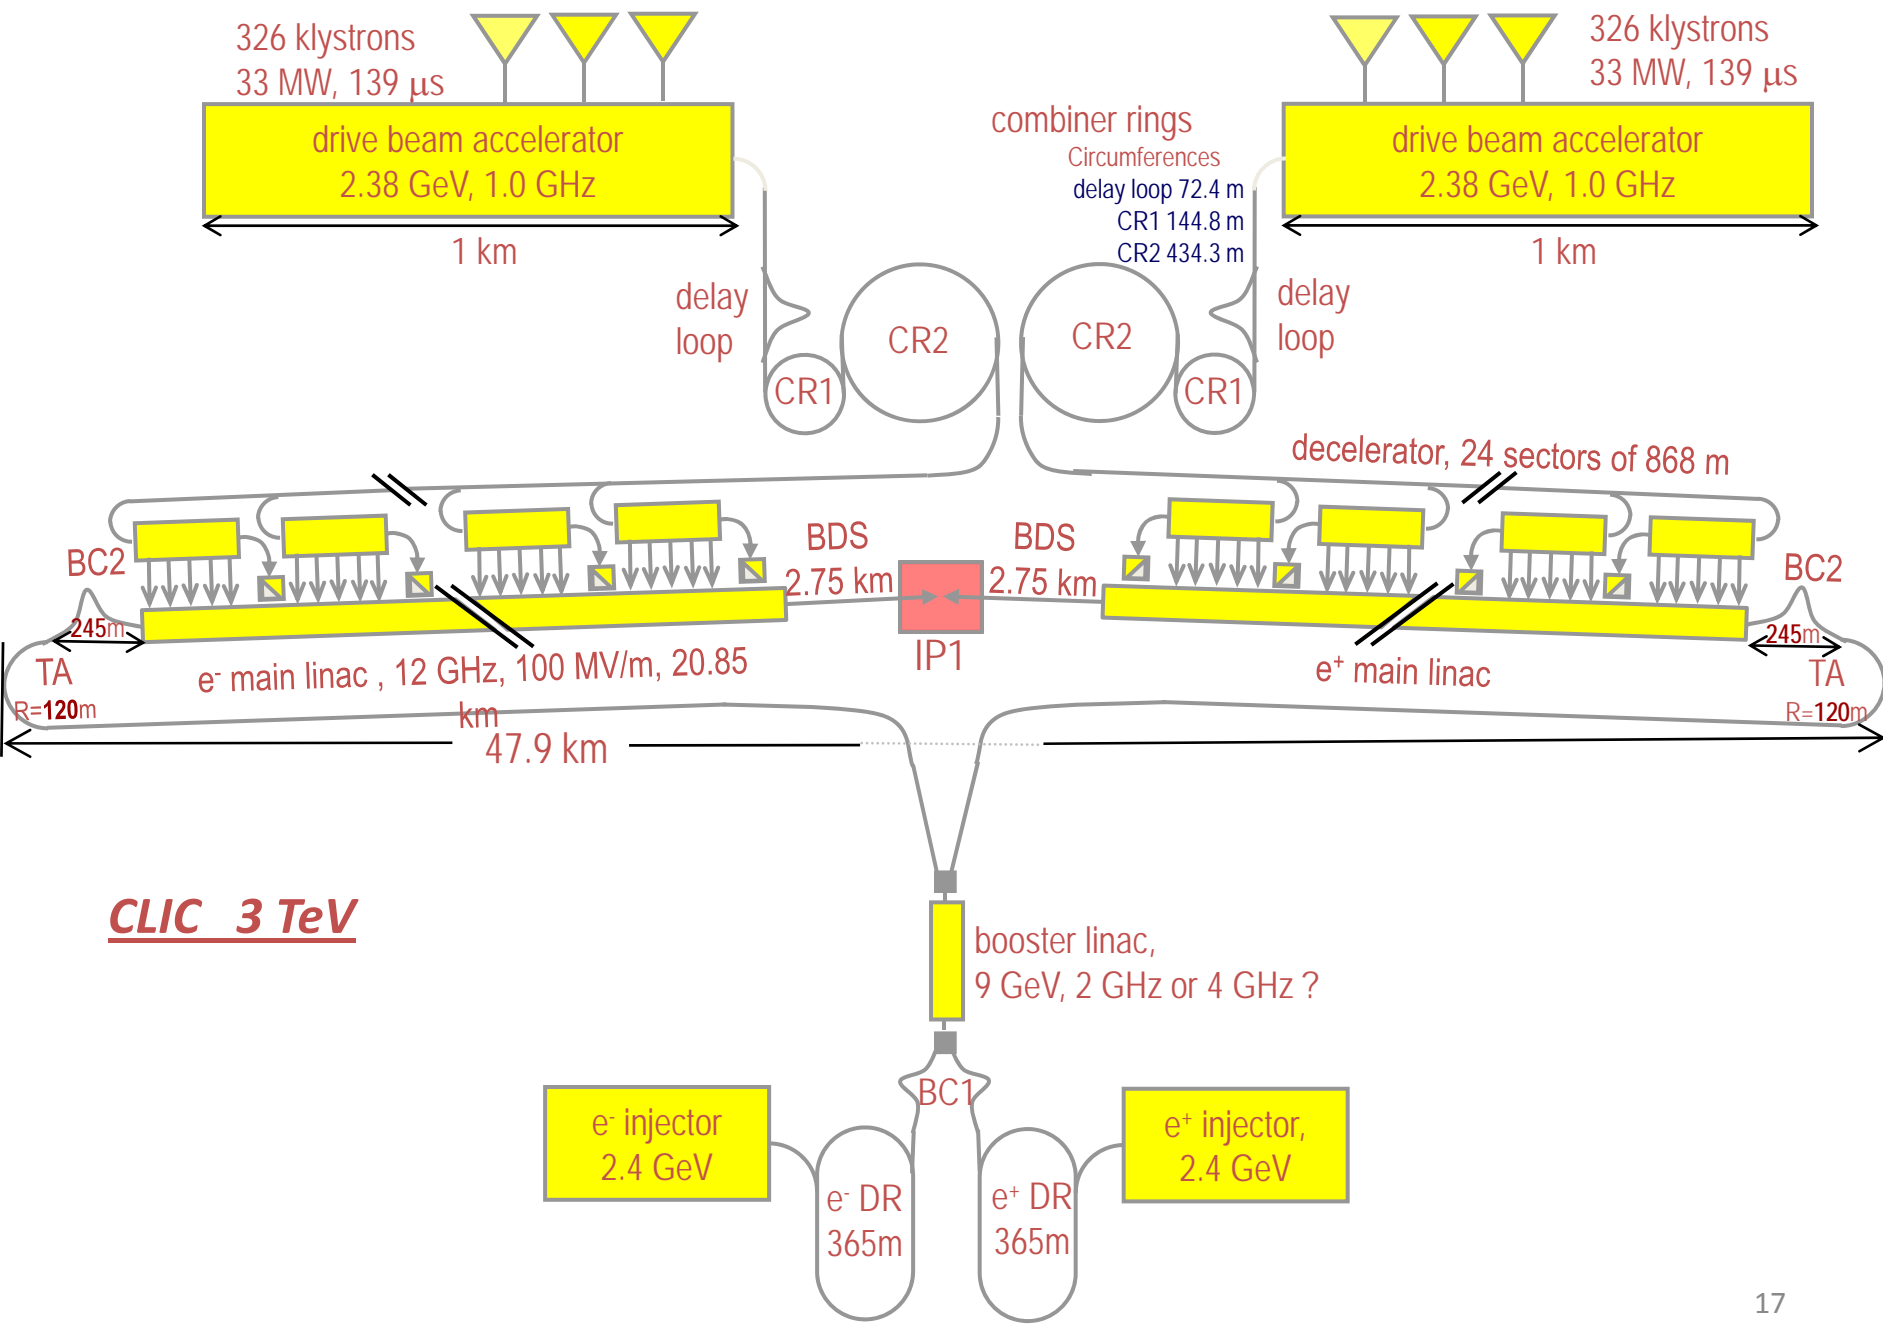 326 klystrons
33 MW, 139 μs
326 klystrons
33 MW, 139 μs
drive beam accelerator
2.38 GeV, 1.0 GHz
combiner rings
Circumferences
delay loop 72.4 m
CR1 144.8 m
CR2 434.3 m
drive beam accelerator
2.38 GeV, 1.0 GHz
1 km
1 km
delay
loop
CR2
CR1
CR2
CR1
delay
loop
decelerator, 24 sectors of 868 m
BC2
BDS
2.75 km
BDS
2.75 km
BC2
245m
TA
R=120m
IP1
245m
TA
R=120m
e- main linac , 12 GHz, 100 MV/m, 20.85
km
e+ main linac
47.9 km
CLIC 3 TeV
booster linac,
9 GeV, 2 GHz or 4 GHz ?
BC1
e- injector
2.4 GeV
e+ injector,
2.4 GeV
e- DR
365m
e+ DR
365m
17